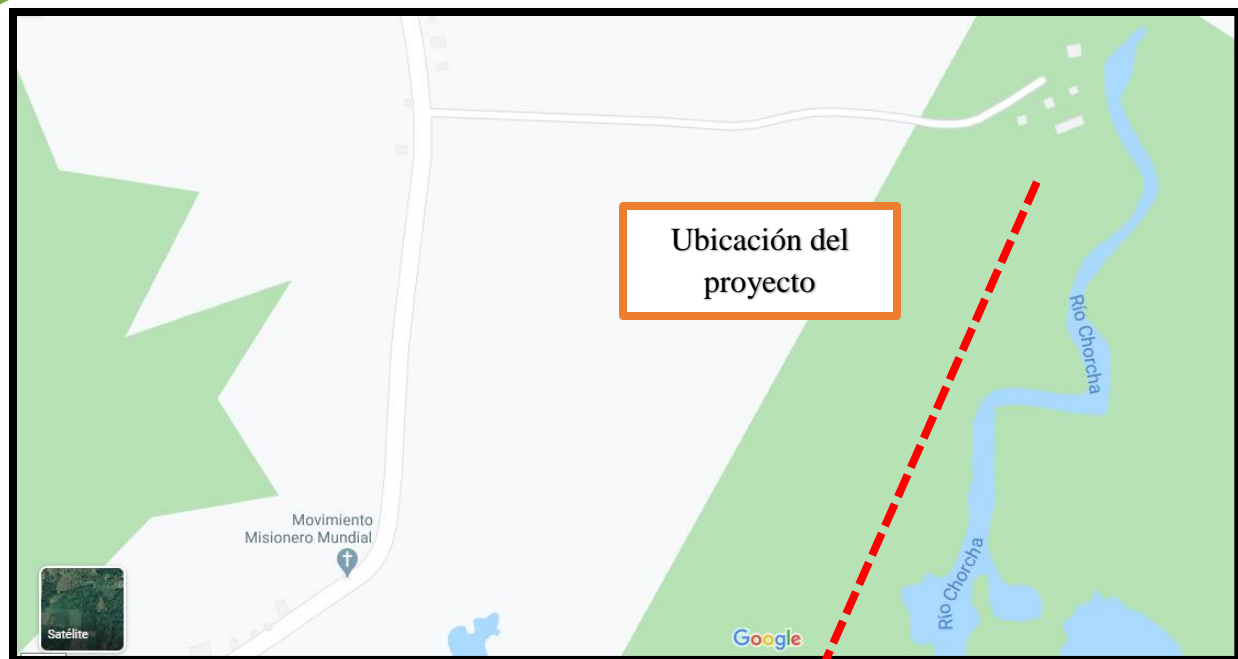 Ubicación del
proyecto
Río Chorcha
Movimiento
Misionero Mundial
Río Chorcha
Satélite
Google